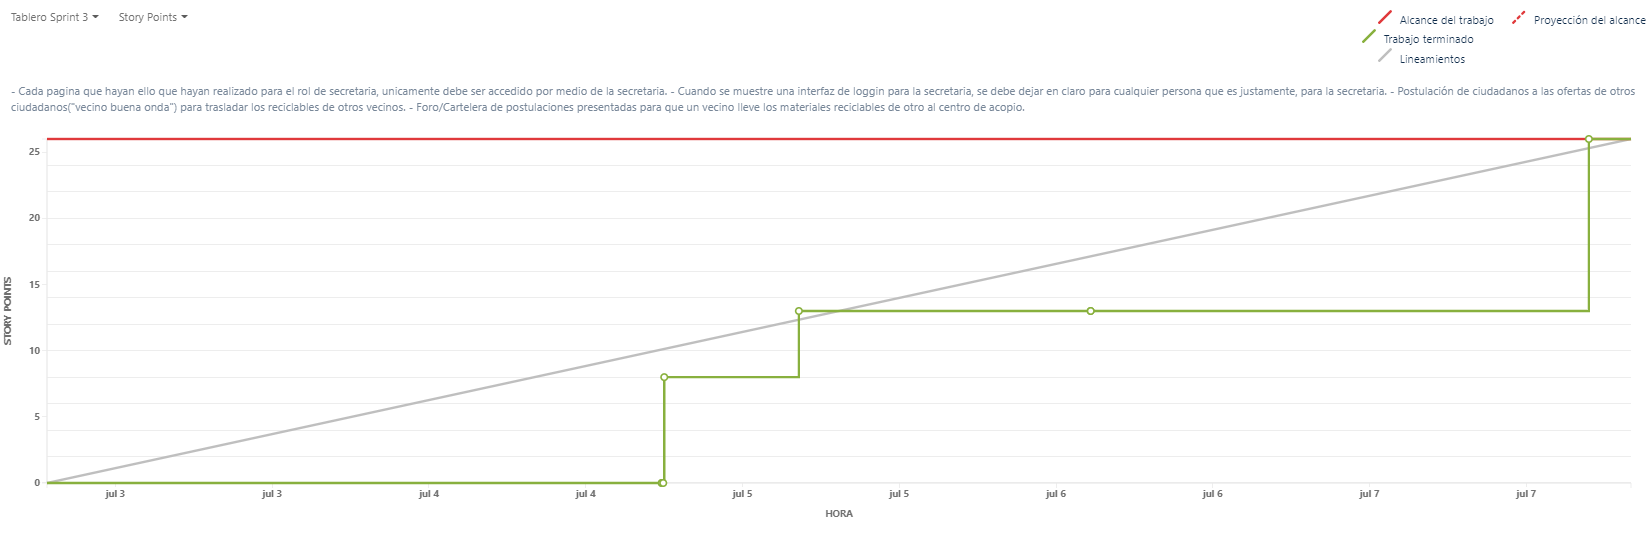 Tablero Sprint 3 Story Points
Alcance del trabajo Proyección del alcance
Trabajo terminado
Lineamientos
- Cada pagina que hayan ello que hayan realizado para el rol de secretaria, unicamente debe ser accedido por medio de la secretaria. - Cuando se muestre una interfaz de loggin para la secretaria, se debe dejar en claro para cualquier persona que es justamente, para la secretaria. - Postulación de ciudadanos a las ofertas de otros
ciudadanos("vecino buena onda") para trasladar los reciclables de otros vecinos. - Foro/Cartelera de postulaciones presentadas para que un vecino lleve los materiales reciclables de otro al centro de acopio.
25
20
15
10
5
0
STORY POINTS
jul 3 jul 3 jul 4 jul 4 jul 5 jul 5 jul 6 jul 6 jul 7 jul 7
HORA